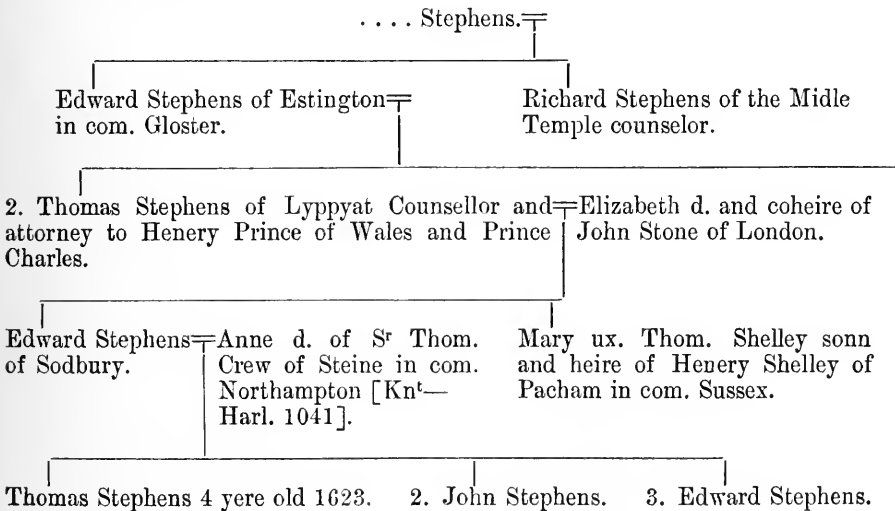 .... Stephens.
Edward Stephens of Estington
in com. Gloster.
Richard Stephens of the Midle
Temple counselor.
2. Thomas Stephens of Lyppyat Counsellor and
attorney to Henery Prince of Wales and Prince
Charles.
Elizabeth d. and coheire of
John Stone of London.
Edward Stephens
of Sodbury.
Anne d. of Sʳ Thom.
Crew of Steine in com.
Northampton [Knᵗ—
Harl. 1041].
Mary ux. Thom. Shelley sonn
and heire of Henery Shelley of
Pacham in com. Sussex.
Thomas Stephens 4 yere old 1623.
2. John Stephens.
3. Edward Stephens.